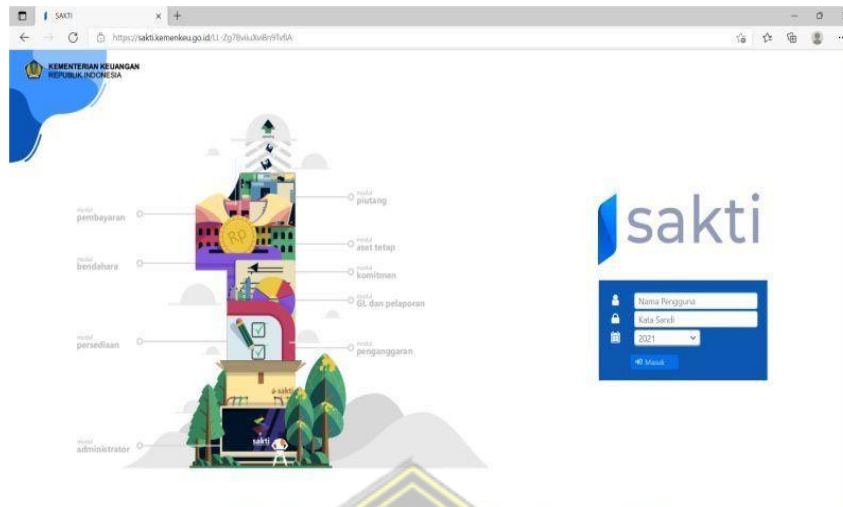 SAKTI
https://sakti.kemenkeu.go.id/
KEMENTERIAN KEUANGAN
REPUBLIK INDONESIA
modul
pembayaran
modul
bendahara
modul
persediaan
modul
administrator
modul
piutang
modul
aset tetap
modul
komitmen
modul
GL dan pelaporan
modul
penganggaran
RP
e-sakti
sakti
sakti
Nama Pengguna
Kata Sandi
2021
Masuk